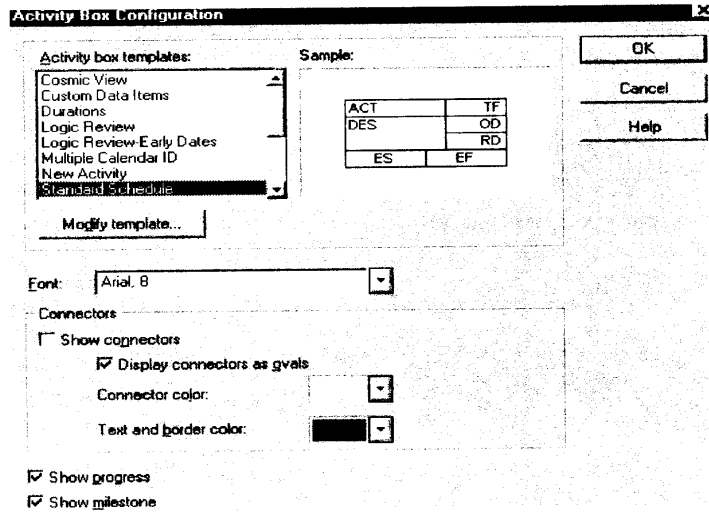 Activity Box Configuration
Activity box templates:
Sample:
OK
Cosmic View
Custom Data Items
Durations
Logic Review
Logic Review-Early Dates
Multiple Calendar ID
New Activity
Standard Schedule
ACT TF
DES OD
RD
ES EF
Cancel
Help
Modify template...
Font: Arial, 8
Connectors
Show connectors
Display connectors as ovals
Connector color:
Text and border color:
Show progress
Show milestone